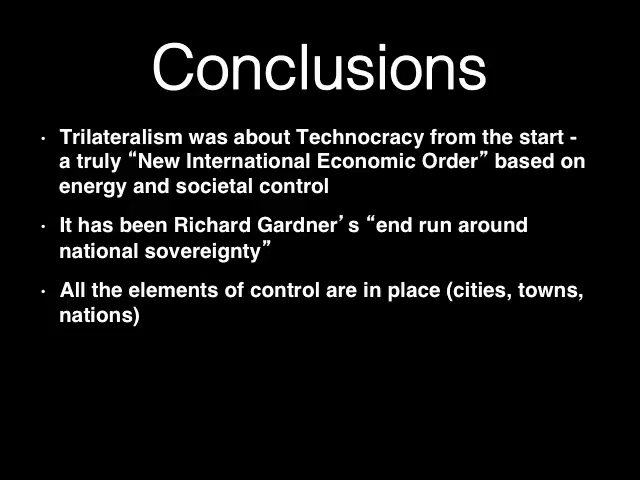 Conclusions
• Trilateralism was about Technocracy from the start -
a truly “New International Economic Order” based on
energy and societal control
• It has been Richard Gardner’s “end run around
national sovereignty”
• All the elements of control are in place (cities, towns,
nations)